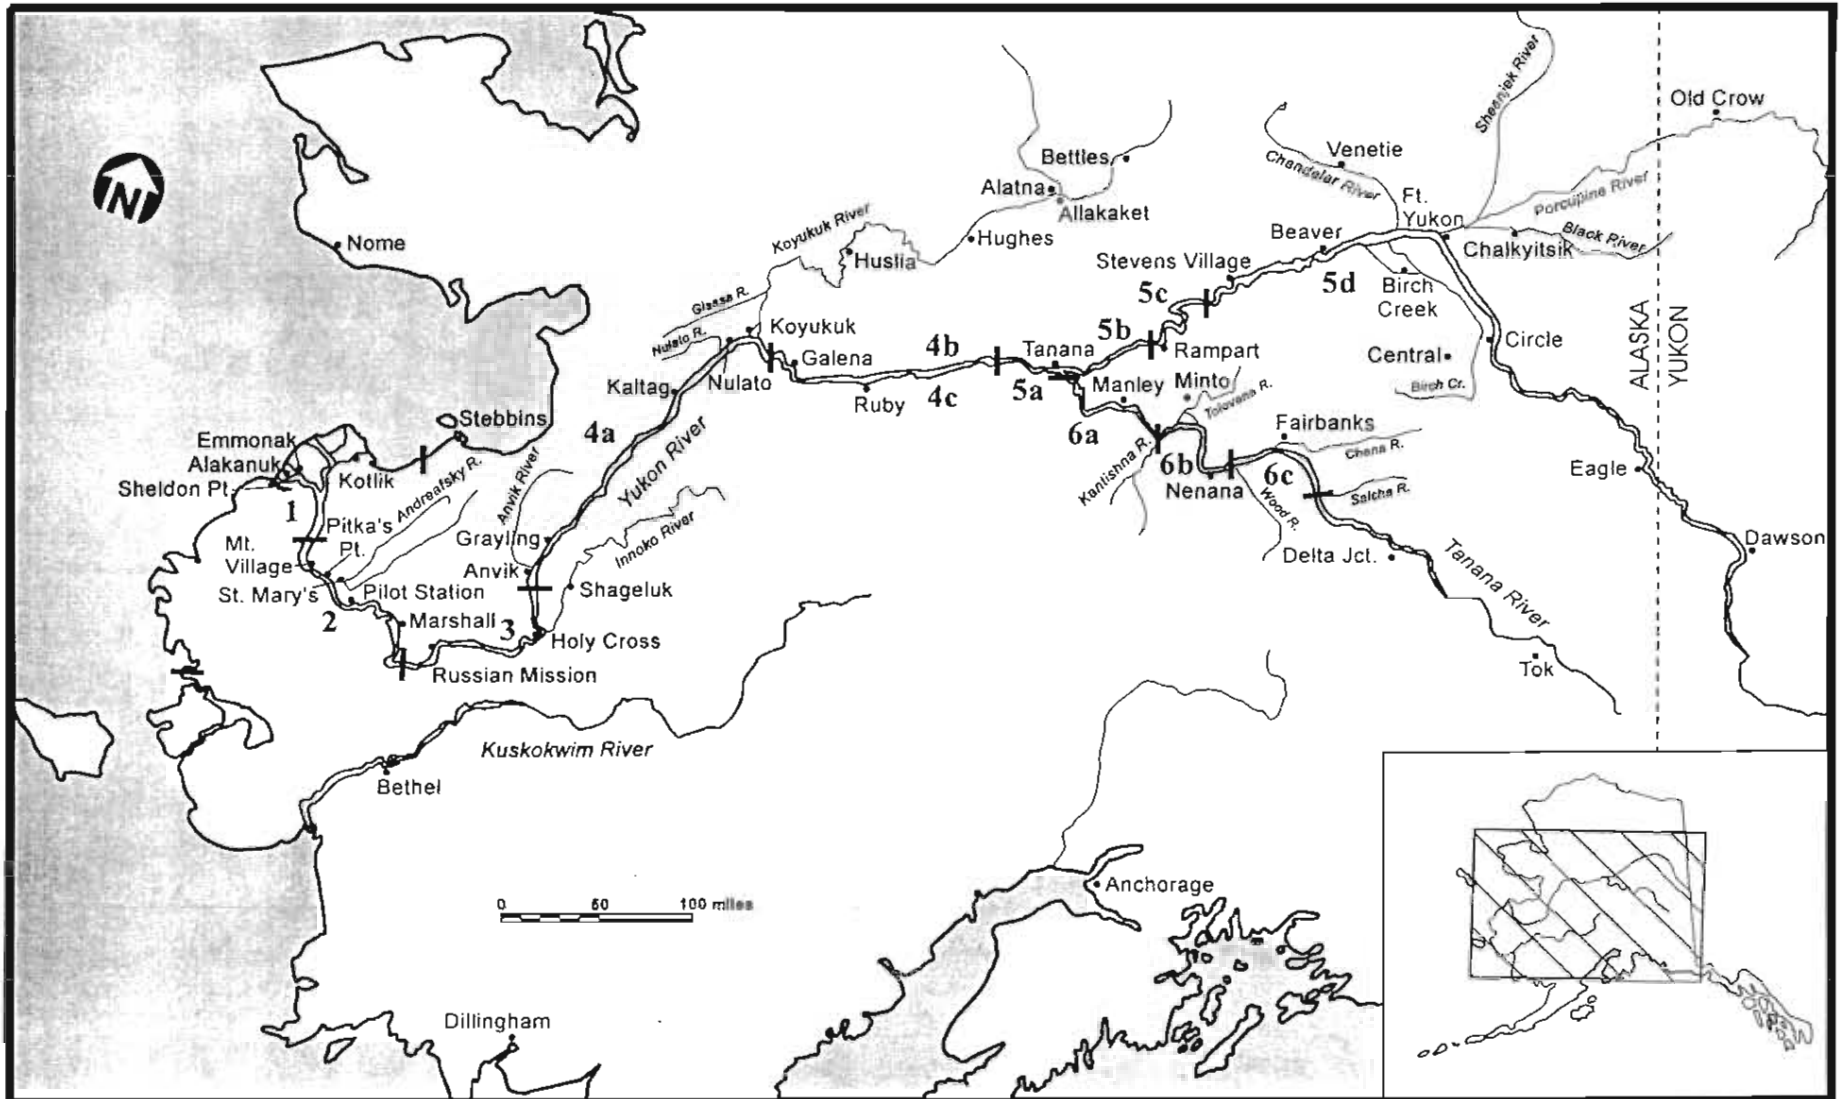 N
Nome
Bettles
Alatna
Allakaket
Hughes
Koyukuk River
Huslia
Venetie
Chandelar River
Sheenjek River
Old Crow
Porcupine River
Ft.
Yukon
Black River
Chalkyitsik
Beaver
Stevens Village
5d
Birch
Creek
5c
ALASKA
YUKON
Gisasa R.
Nulato R.
Koyukuk
Galena
Nulato
Kaltag
4b
Ruby
4c
Tanana
5b
Rampart
5a
Manley
Minto
Tolovana R.
Central
Circle
Birch Cr.
6a
Fairbanks
Chena R.
Kantishna R.
6b
Nenana
Wood R.
6c
Salcha R.
Eagle
Delta Jct.
Tanana River
Dawson
Tok
Stebbins
4a
Yukon River
Emmonak
Alakanuk
Sheldon Pt.
Kotlik
Andreafsky R.
Anvik River
1
Pitka's
Pt.
Mt.
Village
Grayling
Innoko River
Anvik
Shageluk
St. Mary's
Pilot Station
2
Marshall
3
Holy Cross
Russian Mission
Kuskokwim River
Bethel
0 50 100 miles
Anchorage
Dillingham